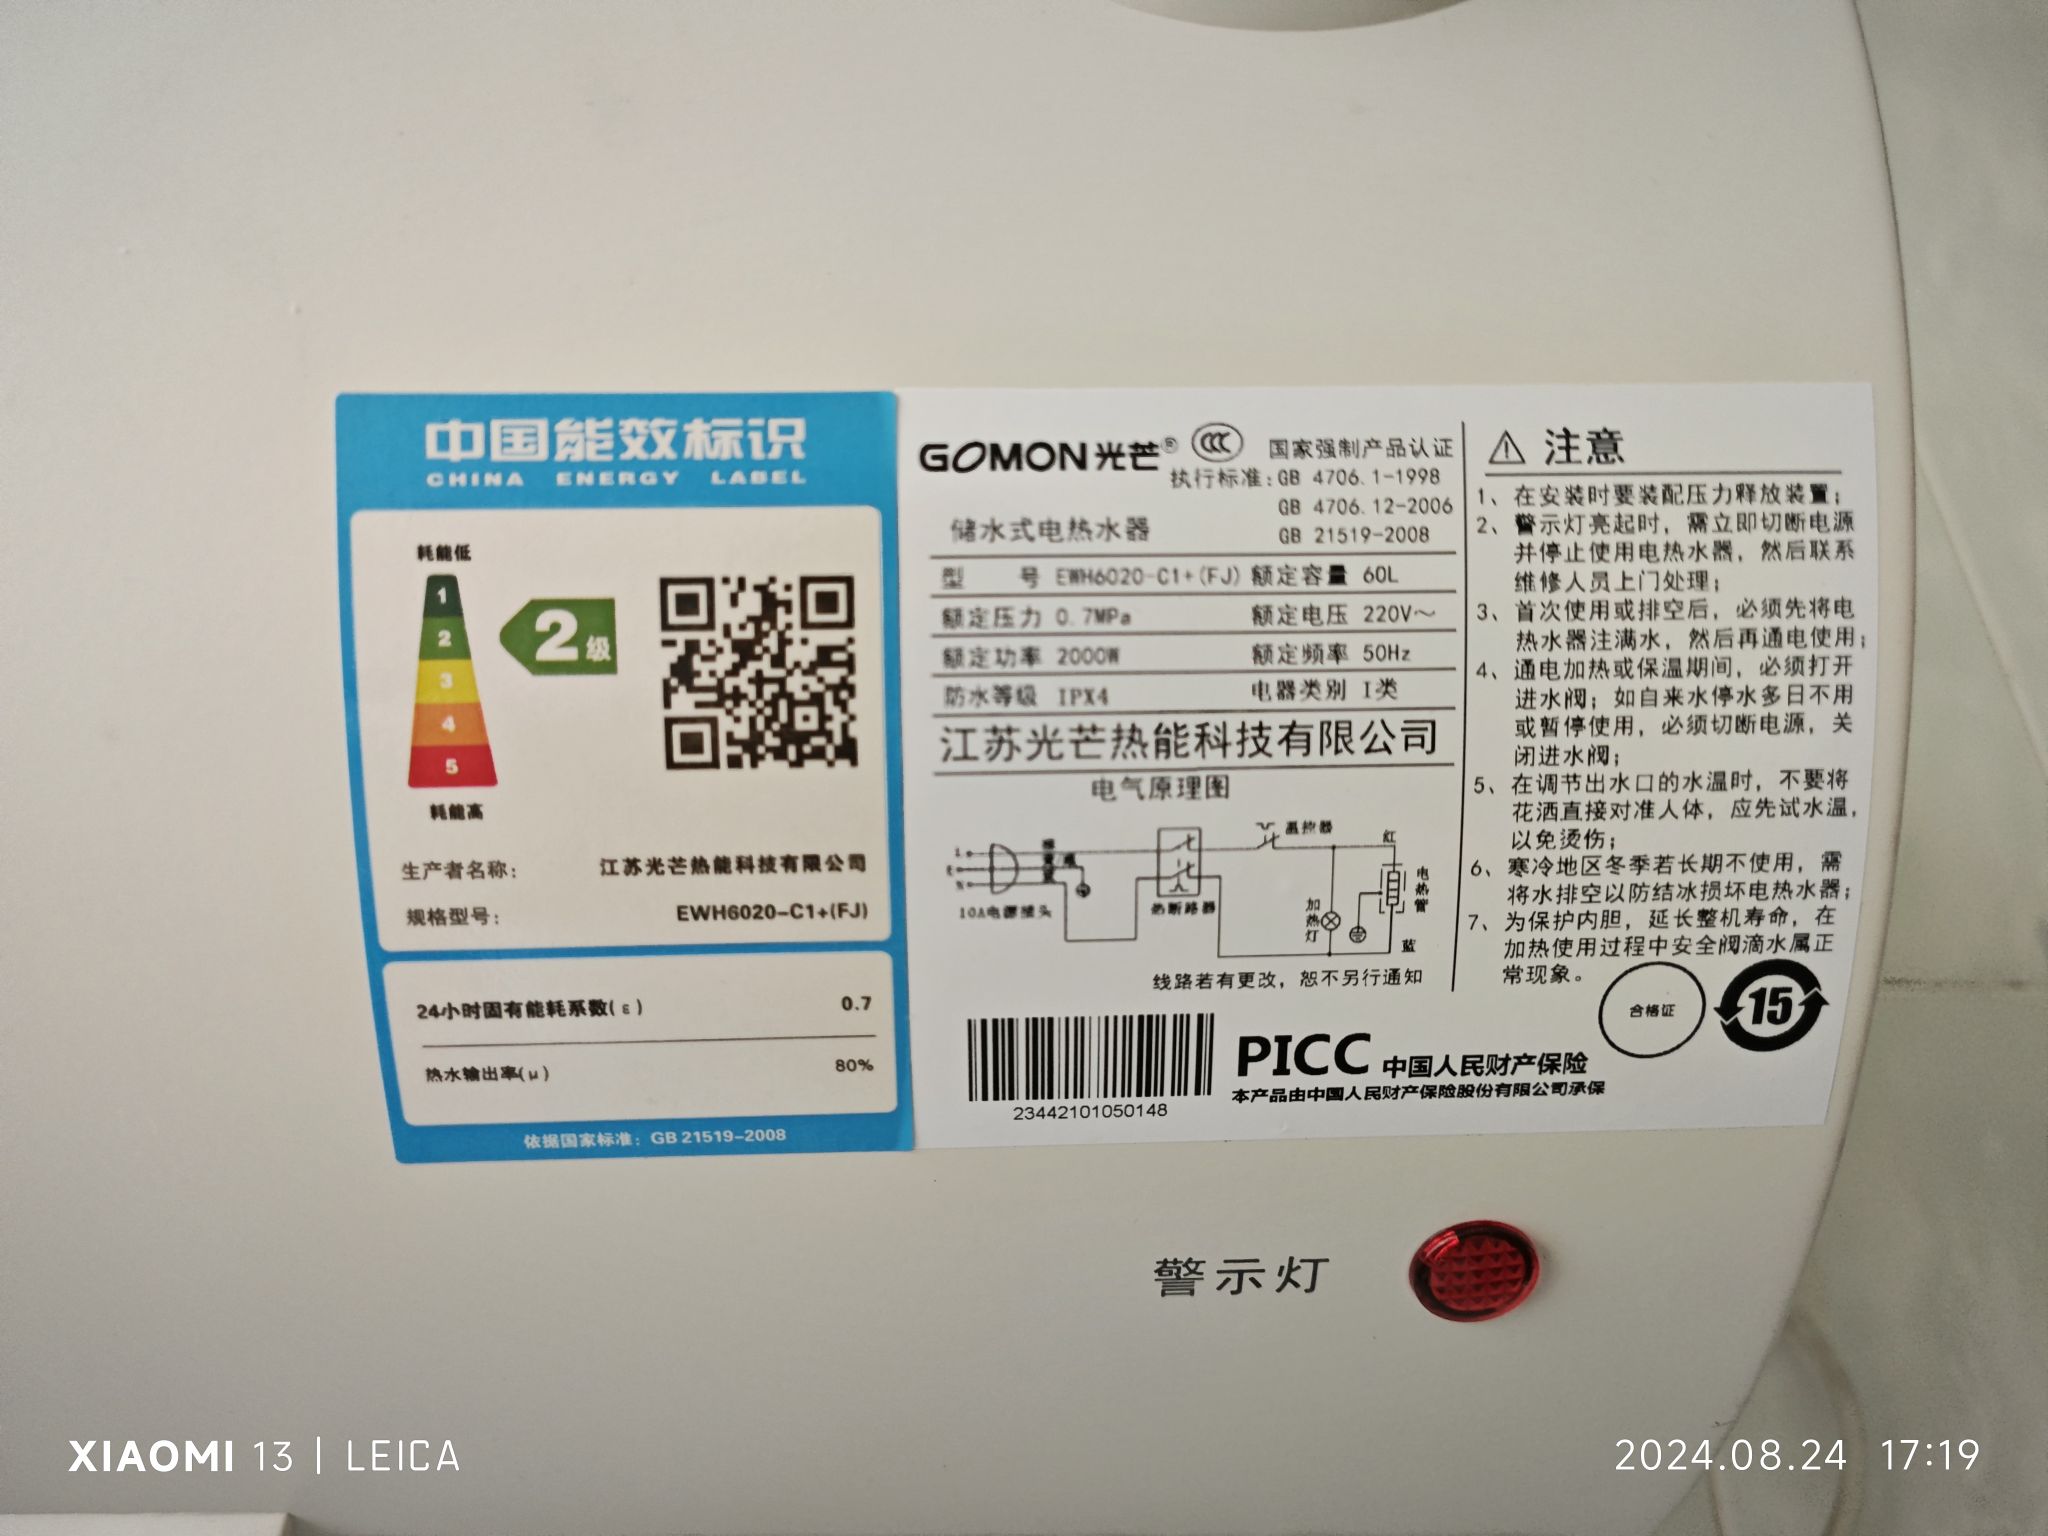 中国能效标识
CHINA ENERGY LABEL
耗能低
1
2
3
4
5
2级
耗能高
生产者名称: 江苏光芒热能科技有限公司
规格型号: EWH6020-C1+(FJ)
24小时固有能耗系数(ε) 0.7
热水输出率(μ) 80%
依据国家标准: GB 21519-2008
GOMON光芒® CCC 国家强制产品认证
执行标准:GB 4706.1-1998
GB 4706.12-2006
储水式电热水器 GB 21519-2008
型 号 EWH6020-C1+(FJ) 额定容量 60L
额定压力 0.7MPa 额定电压 220V～
额定功率 2000W 额定频率 50Hz
防水等级 IPX4 电器类别 I类
江苏光芒热能科技有限公司
电气原理图
温控器
红
L
E
N
电热管
10A电源插头
热断路器
加热灯
蓝
线路若有更改，恕不另行通知
23442101050148
PICC 中国人民财产保险
本产品由中国人民财产保险股份有限公司承保
注意
1、在安装时要装配压力释放装置；
2、警示灯亮起时，需立即切断电源
并停止使用电热水器，然后联系
维修人员上门处理；
3、首次使用或排空后，必须先将电
热水器注满水，然后再通电使用；
4、通电加热或保温期间，必须打开
进水阀；如自来水停水多日不用
或暂停使用，必须切断电源，关
闭进水阀；
5、在调节出水口的水温时，不要将
花洒直接对准人体，应先试水温，
以免烫伤；
6、寒冷地区冬季若长期不使用，需
将水排空以防结冰损坏电热水器；
7、为保护内胆，延长整机寿命，在
加热使用过程中安全阀滴水属正
常现象。
合格证
15
警示灯
XIAOMI 13 | LEICA
2024.08.24 17:19